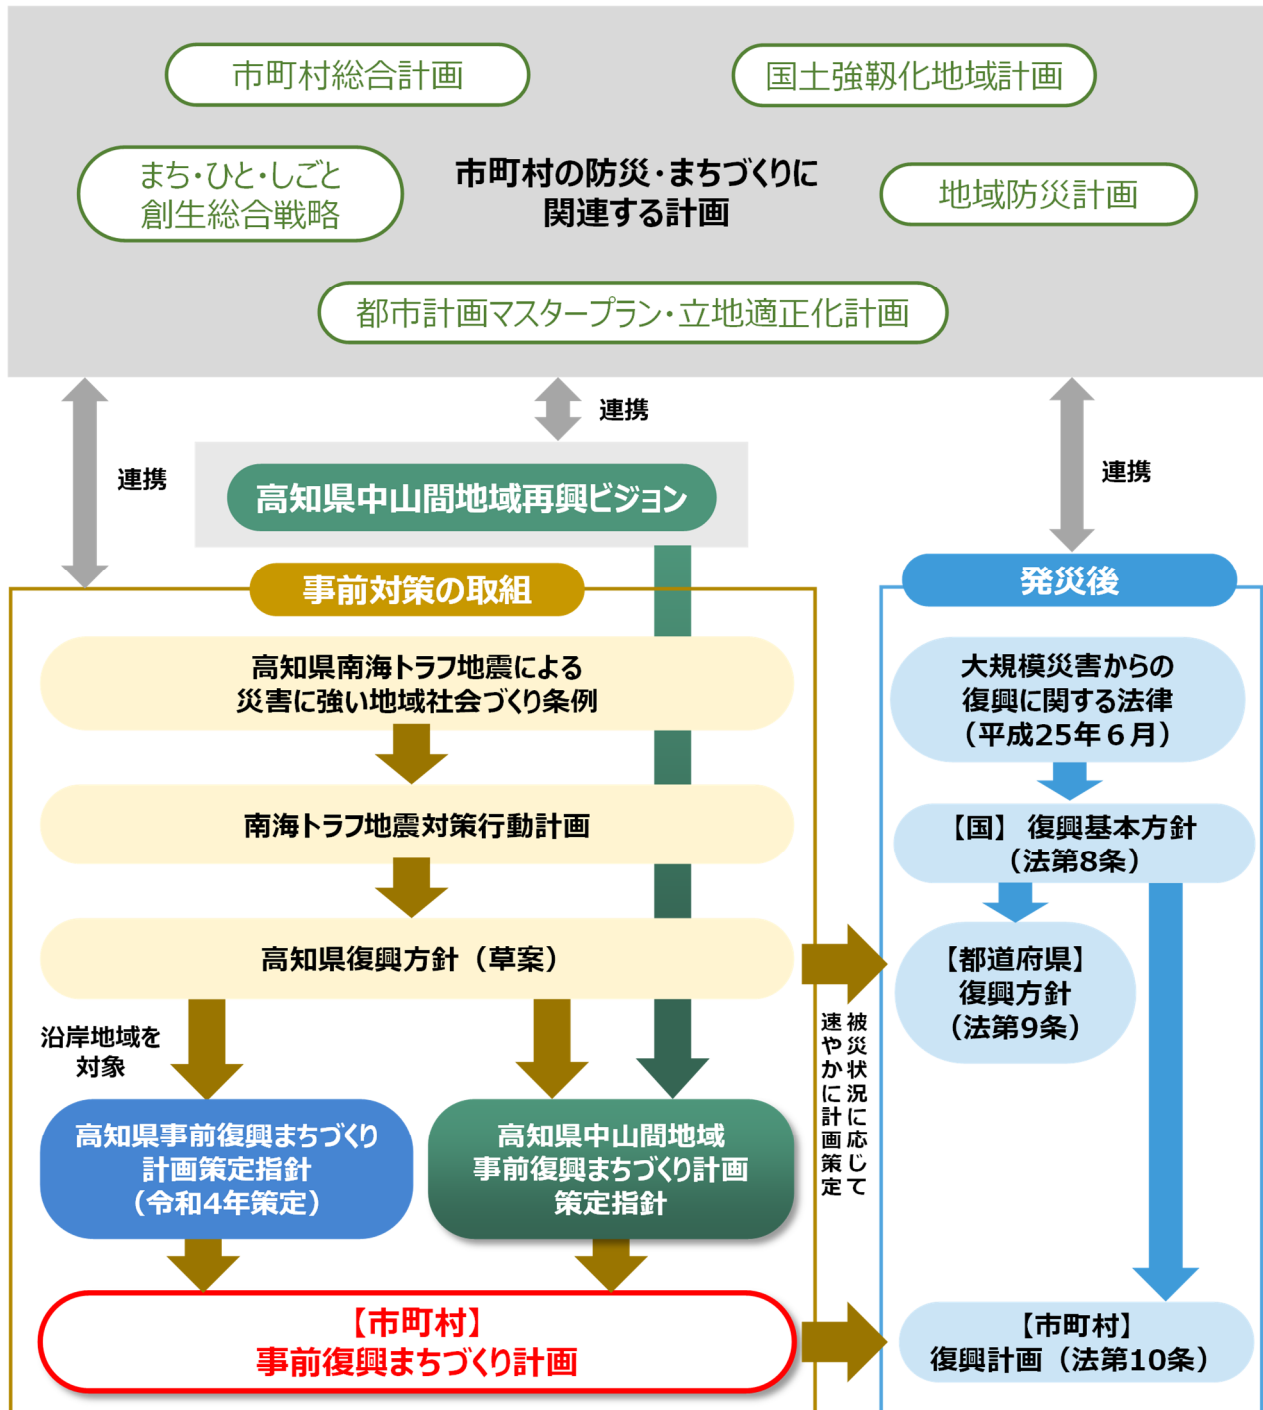 市町村総合計画
国土強靱化地域計画
まち・ひと・しごと
創生総合戦略
市町村の防災・まちづくりに
関連する計画
地域防災計画
都市計画マスタープラン・立地適正化計画
連携
連携
連携
高知県中山間地域再興ビジョン
事前対策の取組
高知県南海トラフ地震による
災害に強い地域社会づくり条例
南海トラフ地震対策行動計画
高知県復興方針（草案）
沿岸地域を
対象
高知県事前復興まちづくり
計画策定指針
（令和4年策定）
高知県中山間地域
事前復興まちづくり計画
策定指針
【市町村】
事前復興まちづくり計画
被災状況に応じて
速やかに計画策定
発災後
大規模災害からの
復興に関する法律
（平成25年６月）
【国】 復興基本方針
（法第8条）
【都道府県】
復興方針
（法第9条）
【市町村】
復興計画（法第10条）